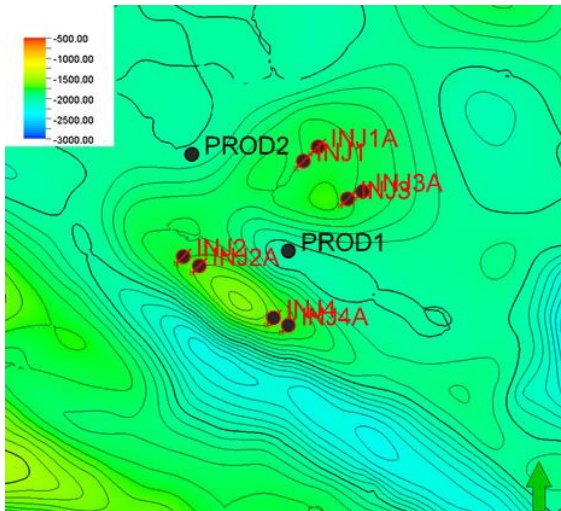 -500.00
-1000.00
-1500.00
-2000.00
-2500.00
-3000.00
PROD2
INJ1A
INJ1
INJ3A
INJ3
PROD1
INJ2
INJ2A
INJ4
INJ4A